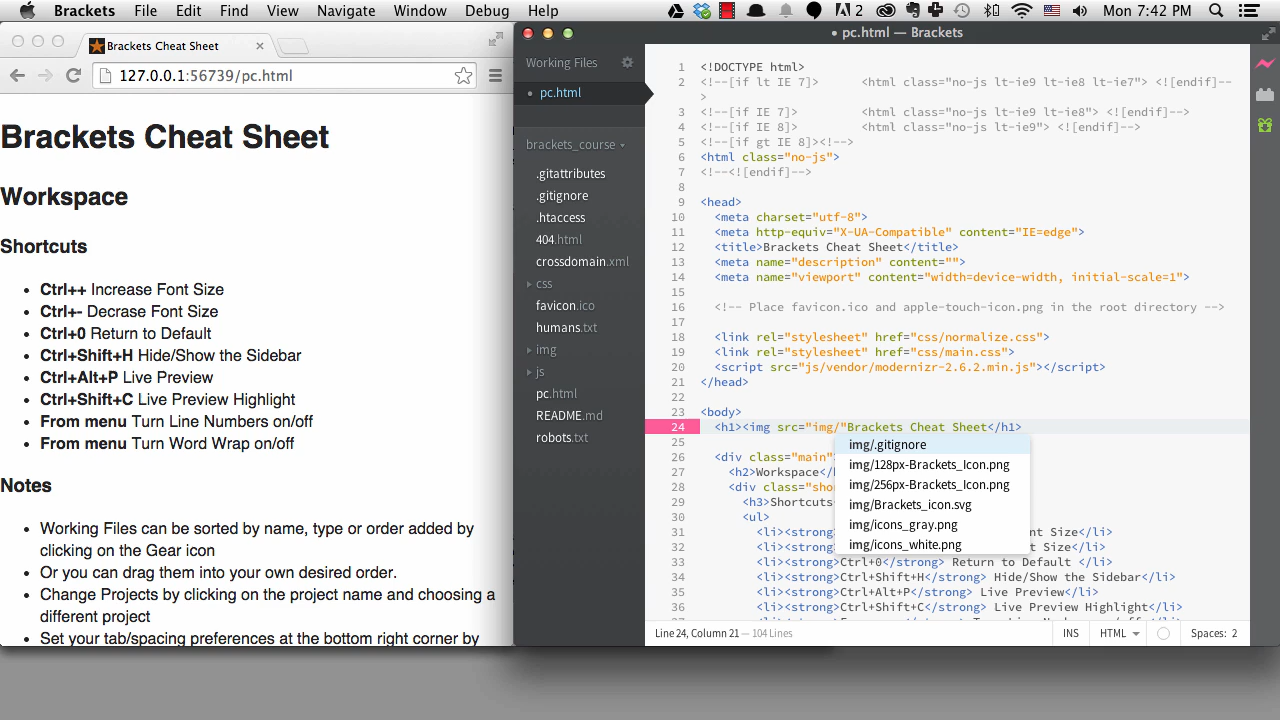 Brackets File Edit Find View Navigate Window Debug Help 2 Mon 7:42 PM
Brackets Cheat Sheet
127.0.0.1:56739/pc.html
Brackets Cheat Sheet
Workspace
Shortcuts
Ctrl++ Increase Font Size
Ctrl+- Decrase Font Size
Ctrl+0 Return to Default
Ctrl+Shift+H Hide/Show the Sidebar
Ctrl+Alt+P Live Preview
Ctrl+Shift+C Live Preview Highlight
From menu Turn Line Numbers on/off
From menu Turn Word Wrap on/off
Notes
Working Files can be sorted by name, type or order added by
clicking on the Gear icon
Or you can drag them into your own desired order.
Change Projects by clicking on the project name and choosing a
different project
Set your tab/spacing preferences at the bottom right corner by
• pc.html — Brackets
Working Files
• pc.html
brackets_course
.gitattributes
.gitignore
.htaccess
404.html
crossdomain.xml
css
favicon.ico
humans.txt
img
js
pc.html
README.md
robots.txt
1 <!DOCTYPE html>
2 <!--[if lt IE 7]> <html class="no-js lt-ie9 lt-ie8 lt-ie7"> <![endif]--
>
3 <!--[if IE 7]> <html class="no-js lt-ie9 lt-ie8"> <![endif]-->
4 <!--[if IE 8]> <html class="no-js lt-ie9"> <![endif]-->
5 <!--[if gt IE 8]><!-->
6 <html class="no-js">
7 <!--<![endif]-->
8
9 <head>
10 <meta charset="utf-8">
11 <meta http-equiv="X-UA-Compatible" content="IE=edge">
12 <title>Brackets Cheat Sheet</title>
13 <meta name="description" content="">
14 <meta name="viewport" content="width=device-width, initial-scale=1">
15
16 <!-- Place favicon.ico and apple-touch-icon.png in the root directory -->
17
18 <link rel="stylesheet" href="css/normalize.css">
19 <link rel="stylesheet" href="css/main.css">
20 <script src="js/vendor/modernizr-2.6.2.min.js"></script>
21 </head>
22
23 <body>
24 <h1><img src="img/"Brackets Cheat Sheet</h1>
25
26 <div class="main"
27 <h2>Workspace</
28 <div class="sho
29 <h3>Shortcuts
30 <ul>
31 <li><strong nt Size</li>
32 <li><strong t Size</li>
33 <li><strong>Ctrl+0</strong> Return to Default </li>
34 <li><strong>Ctrl+Shift+H</strong> Hide/Show the Sidebar</li>
35 <li><strong>Ctrl+Alt+P</strong> Live Preview</li>
36 <li><strong>Ctrl+Shift+C</strong> Live Preview Highlight</li>
img/.gitignore
img/128px-Brackets_Icon.png
img/256px-Brackets_Icon.png
img/Brackets_icon.svg
img/icons_gray.png
img/icons_white.png
Line 24, Column 21 — 104 Lines INS HTML Spaces: 2